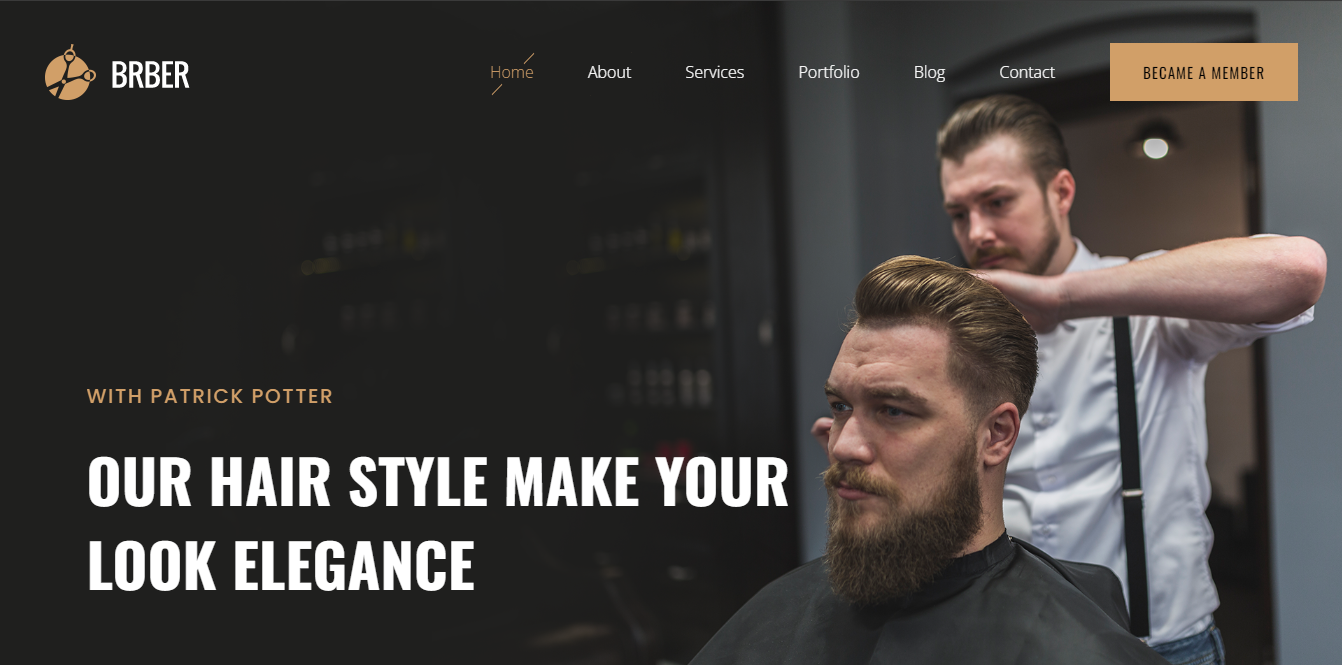 BRBER
Home About Services Portfolio Blog Contact
BECAME A MEMBER
WITH PATRICK POTTER
OUR HAIR STYLE MAKE YOUR
LOOK ELEGANCE